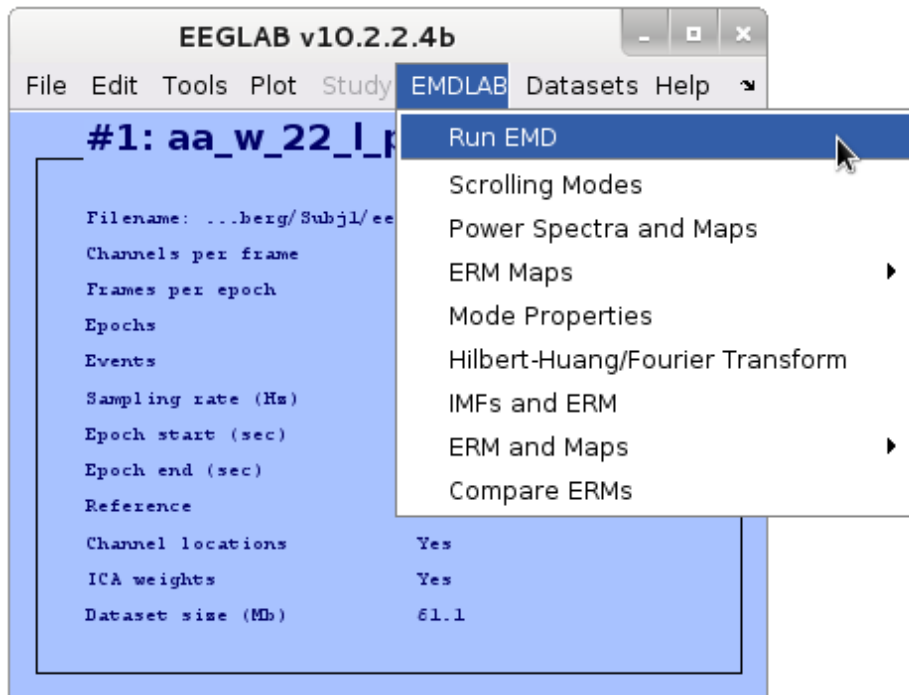 EEGLAB v10.2.2.4b
File Edit Tools Plot Study EMDLAB Datasets Help
#1: aa_w_22_l_
Run EMD
Scrolling Modes
Filename: ...berg/Subj1/ee
Power Spectra and Maps
Channels per frame
ERM Maps
Frames per epoch
Mode Properties
Epochs
Hilbert-Huang/Fourier Transform
Events
IMFs and ERM
Sampling rate (Hz)
ERM and Maps
Epoch start (sec)
Compare ERMs
Epoch end (sec)
Reference
Channel locations Yes
ICA weights Yes
Dataset size (Mb) 61.1